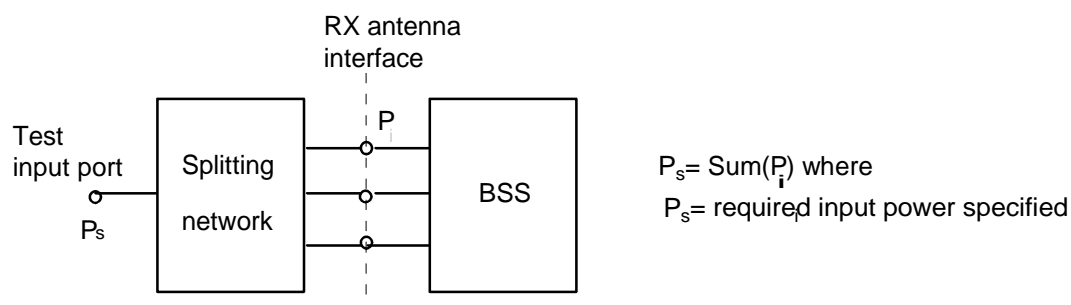 RX antenna
interface
Test
input port
Ps
Splitting
network
Pi
BSS
Ps= Sum(Pi) where
Ps= required input power specified